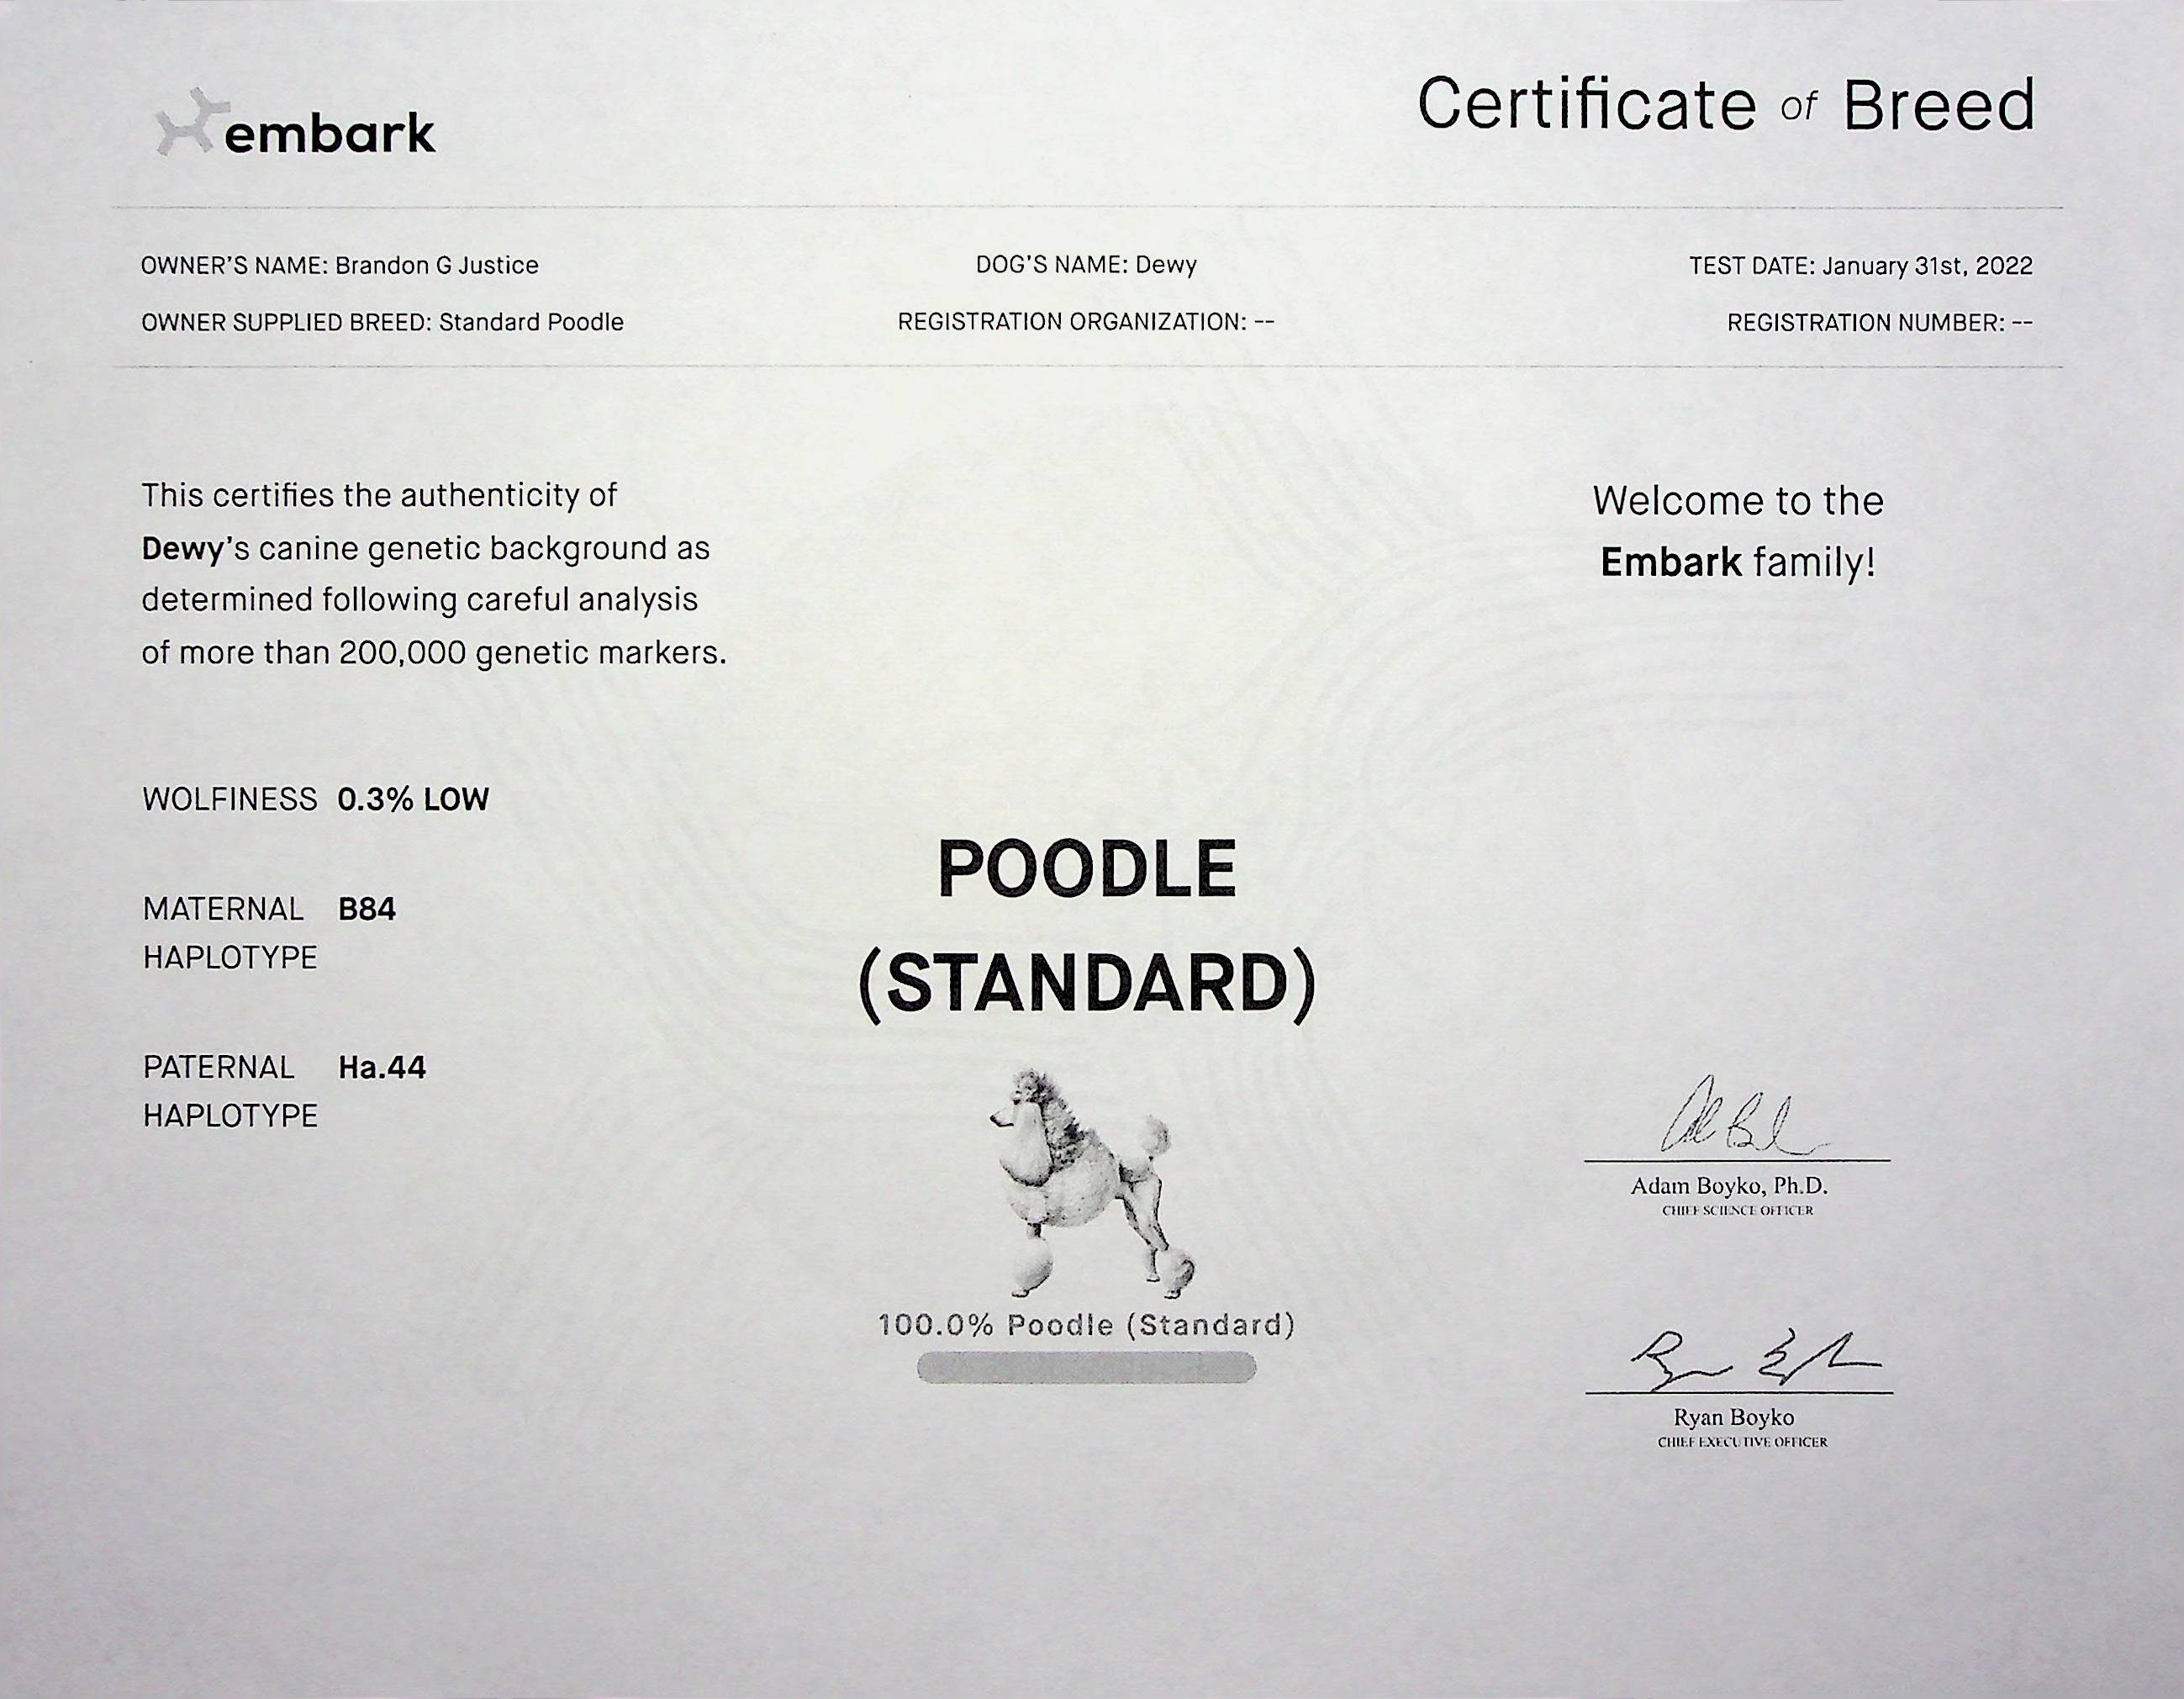 embark
Certificate of Breed
OWNER'S NAME: Brandon G Justice
DOG'S NAME: Dewy
TEST DATE: January 31st, 2022
OWNER SUPPLIED BREED: Standard Poodle
REGISTRATION ORGANIZATION: --
REGISTRATION NUMBER: --
This certifies the authenticity of
Dewy's canine genetic background as
determined following careful analysis
of more than 200,000 genetic markers.
Welcome to the
Embark family!
WOLFINESS 0.3% LOW
MATERNAL B84
HAPLOTYPE
PATERNAL Ha.44
HAPLOTYPE
POODLE
(STANDARD)
100.0% Poodle (Standard)
Adam Boyko, Ph.D.
CHIEF SCIENCE OFFICER
Ryan Boyko
CHIEF EXECUTIVE OFFICER